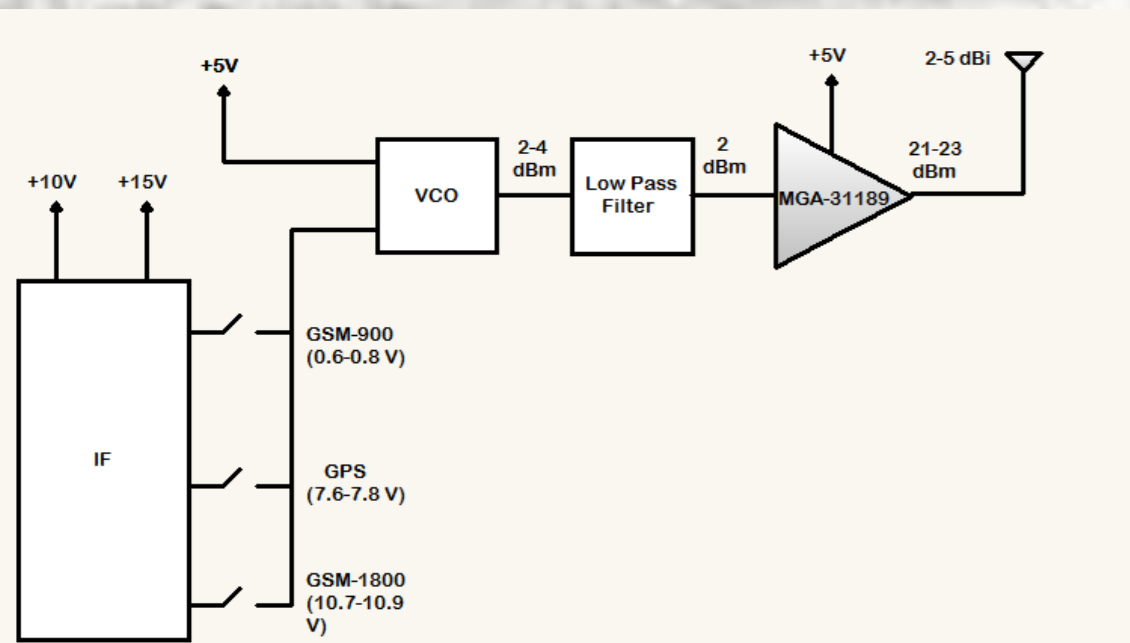 +5V
+5V
2-5 dBi
2-4
dBm
2
dBm
21-23
dBm
+10V
+15V
VCO
Low Pass
Filter
MGA-31189
GSM-900
(0.6-0.8 V)
IF
GPS
(7.6-7.8 V)
GSM-1800
(10.7-10.9
V)